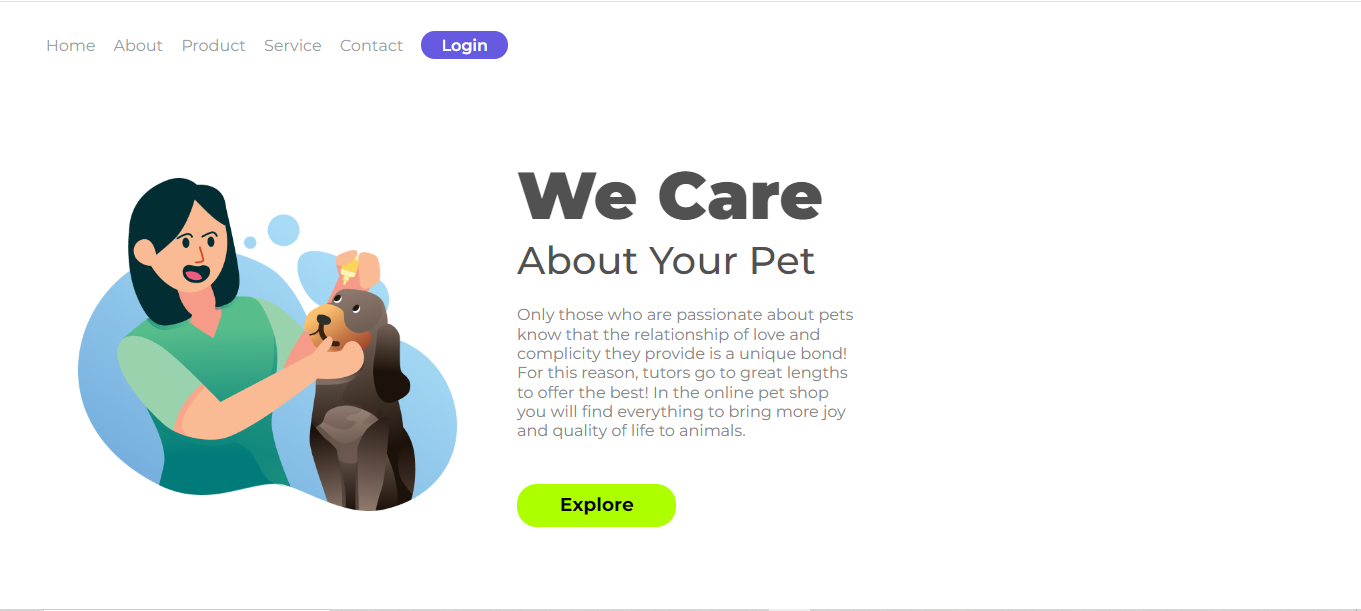 Home About Product Service Contact Login
We Care
About Your Pet
Only those who are passionate about pets
know that the relationship of love and
complicity they provide is a unique bond!
For this reason, tutors go to great lengths
to offer the best! In the online pet shop
you will find everything to bring more joy
and quality of life to animals.
Explore